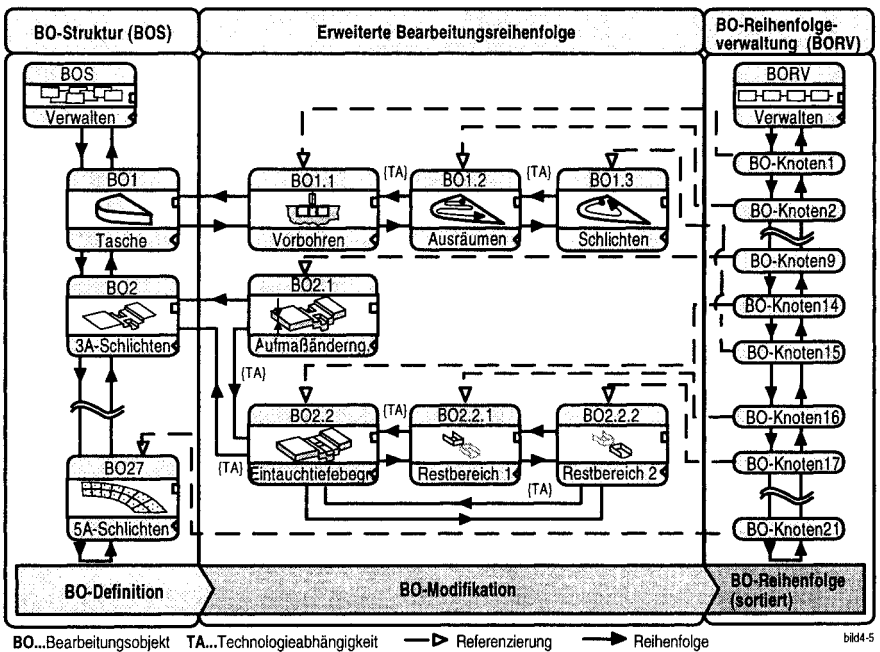 BO-Struktur (BOS)
Erweiterte Bearbeitungsreihenfolge
BO-Reihenfolge-
verwaltung (BORV)
BOS
Verwalten
BORV
Verwalten
BO1
Tasche
BO1.1
Vorbohren
{TA}
BO1.2
Ausräumen
{TA}
BO1.3
Schlichten
BO-Knoten1
BO-Knoten2
BO-Knoten9
BO-Knoten14
BO-Knoten15
BO-Knoten16
BO-Knoten17
BO-Knoten21
BO2
3A-Schlichten
BO2.1
Aufmaßänderng.
{TA}
{TA}
BO2.2
Eintauchtiefebegr
{TA}
BO2.2.1
Restbereich 1
BO2.2.2
Restbereich 2
{TA}
BO27
5A-Schlichten
BO-Definition
BO-Modifikation
BO-Reihenfolge
(sortiert)
BO...Bearbeitungsobjekt TA...Technologieabhängigkeit Referenzierung Reihenfolge
bild4-5